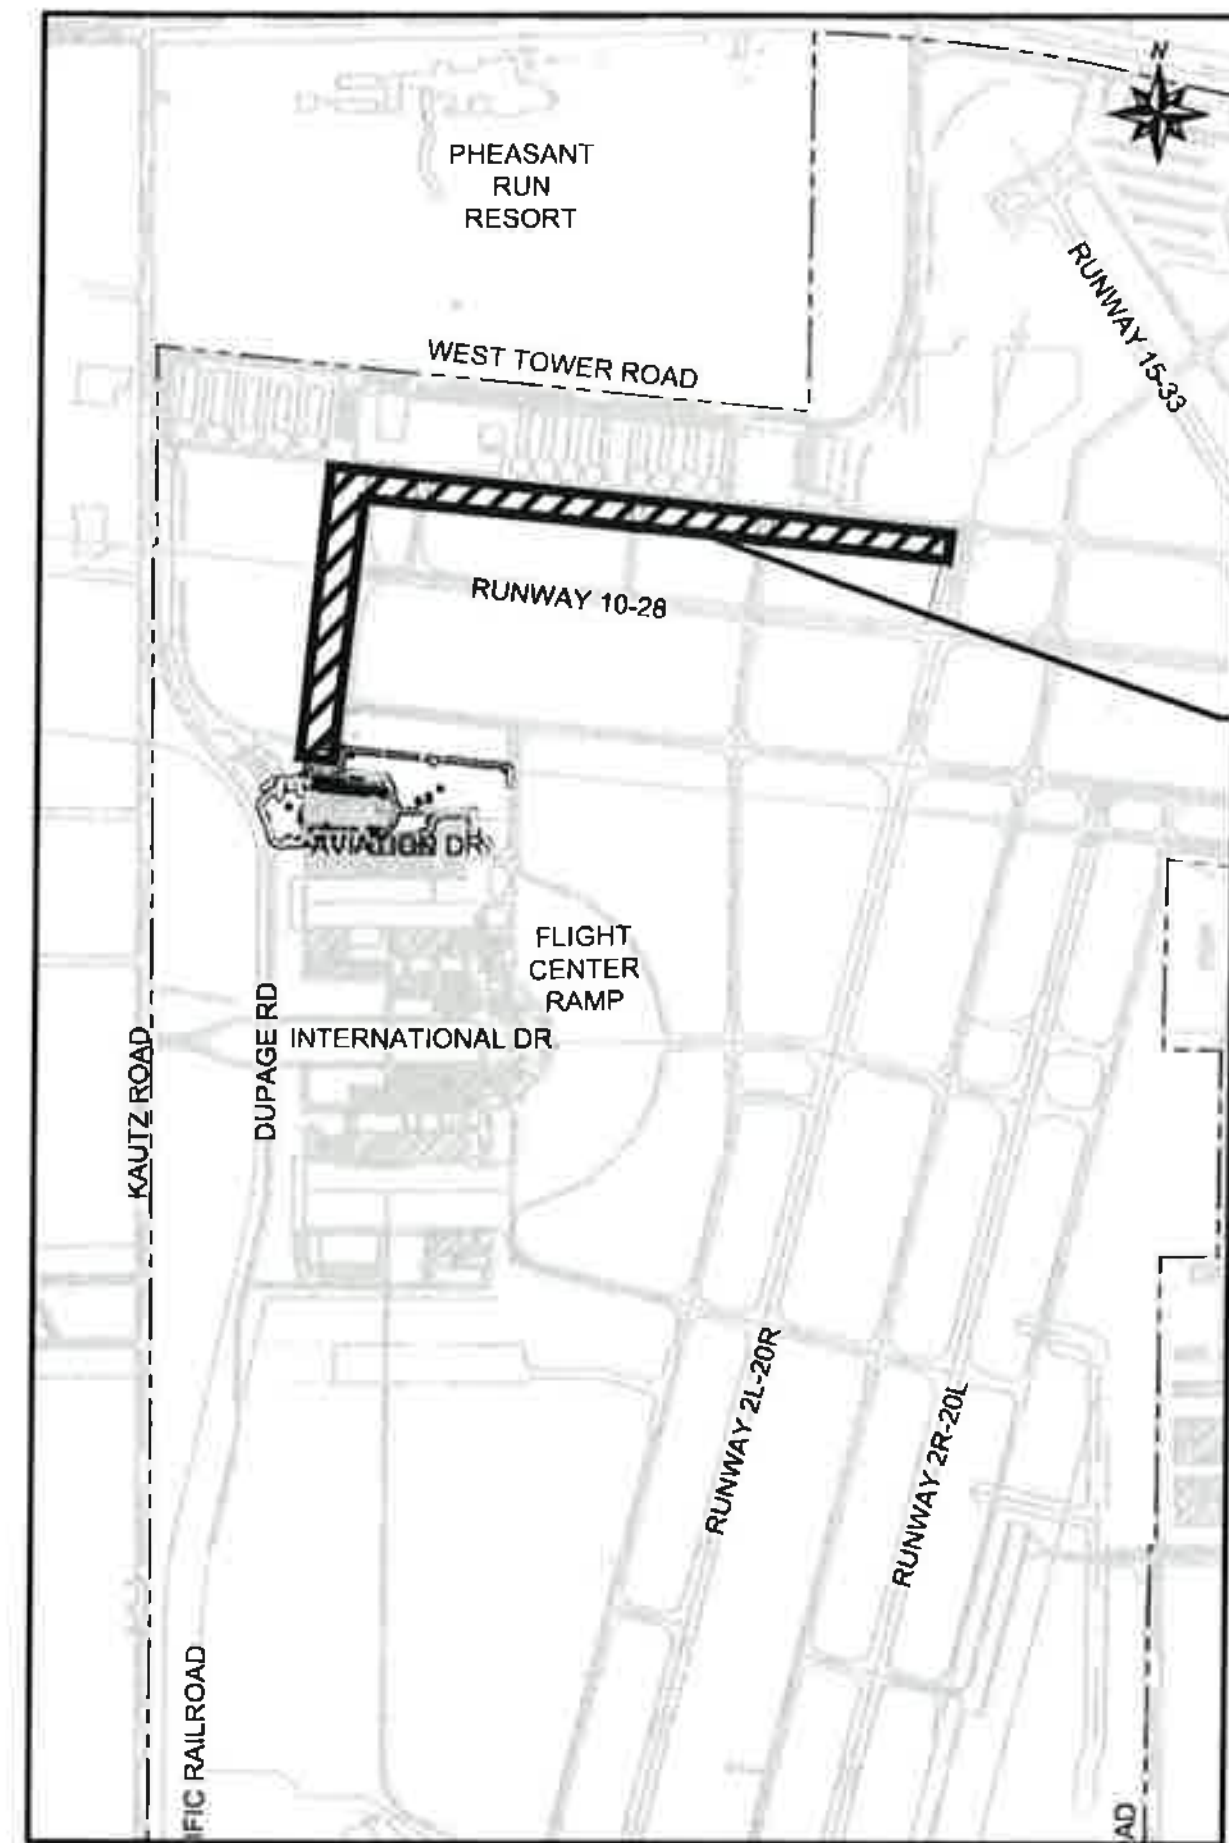 N
PHEASANT
RUN
RESORT
RUNWAY 15-33
WEST TOWER ROAD
RUNWAY 10-28
AVIATION DR
FLIGHT
CENTER
RAMP
DUPAGE RD
INTERNATIONAL DR
KAUTZ ROAD
RUNWAY 2L-20R
RUNWAY 2R-20L
IFIC RAILROAD
AD